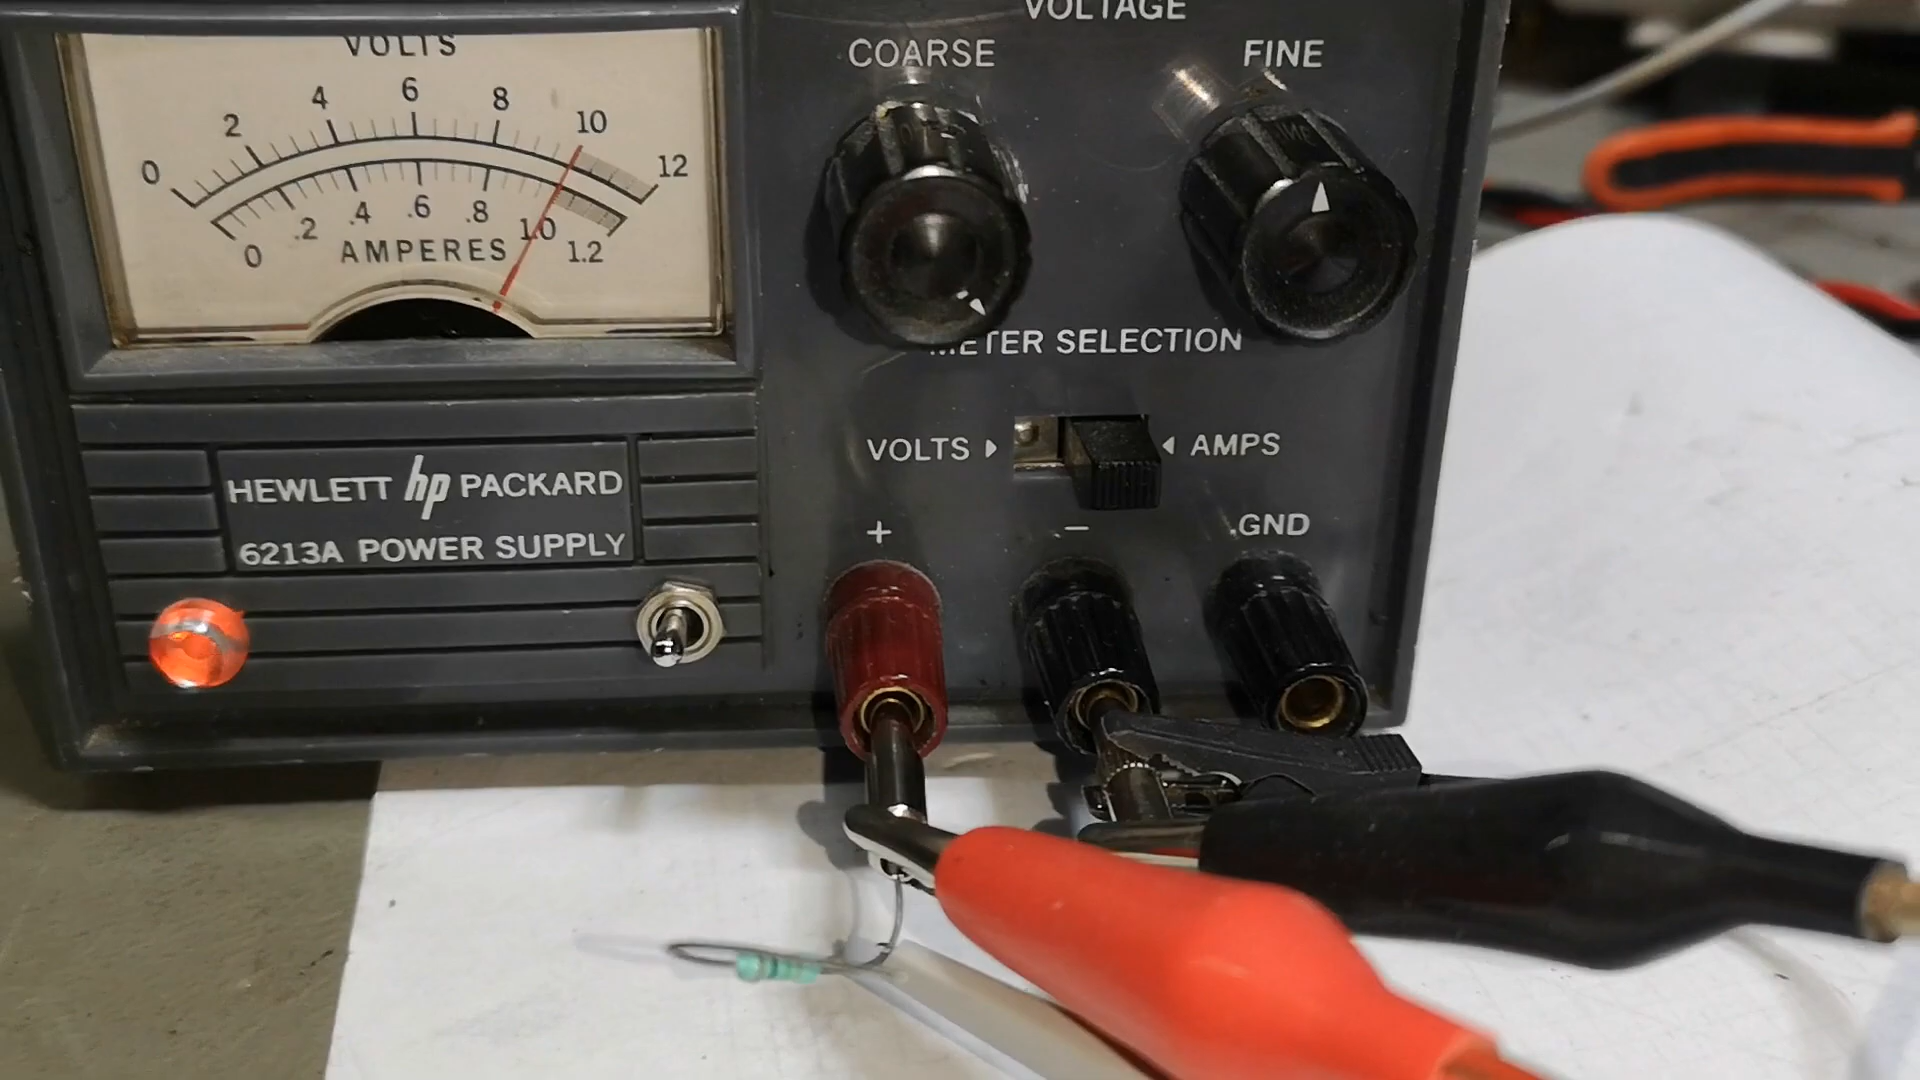 VOLTS
0 2 4 6 8 10 12
0 .2 .4 .6 .8 1.0 1.2
AMPERES
VOLTAGE
COARSE FINE
METER SELECTION
VOLTS AMPS
+ - GND
HEWLETT hp PACKARD
6213A POWER SUPPLY